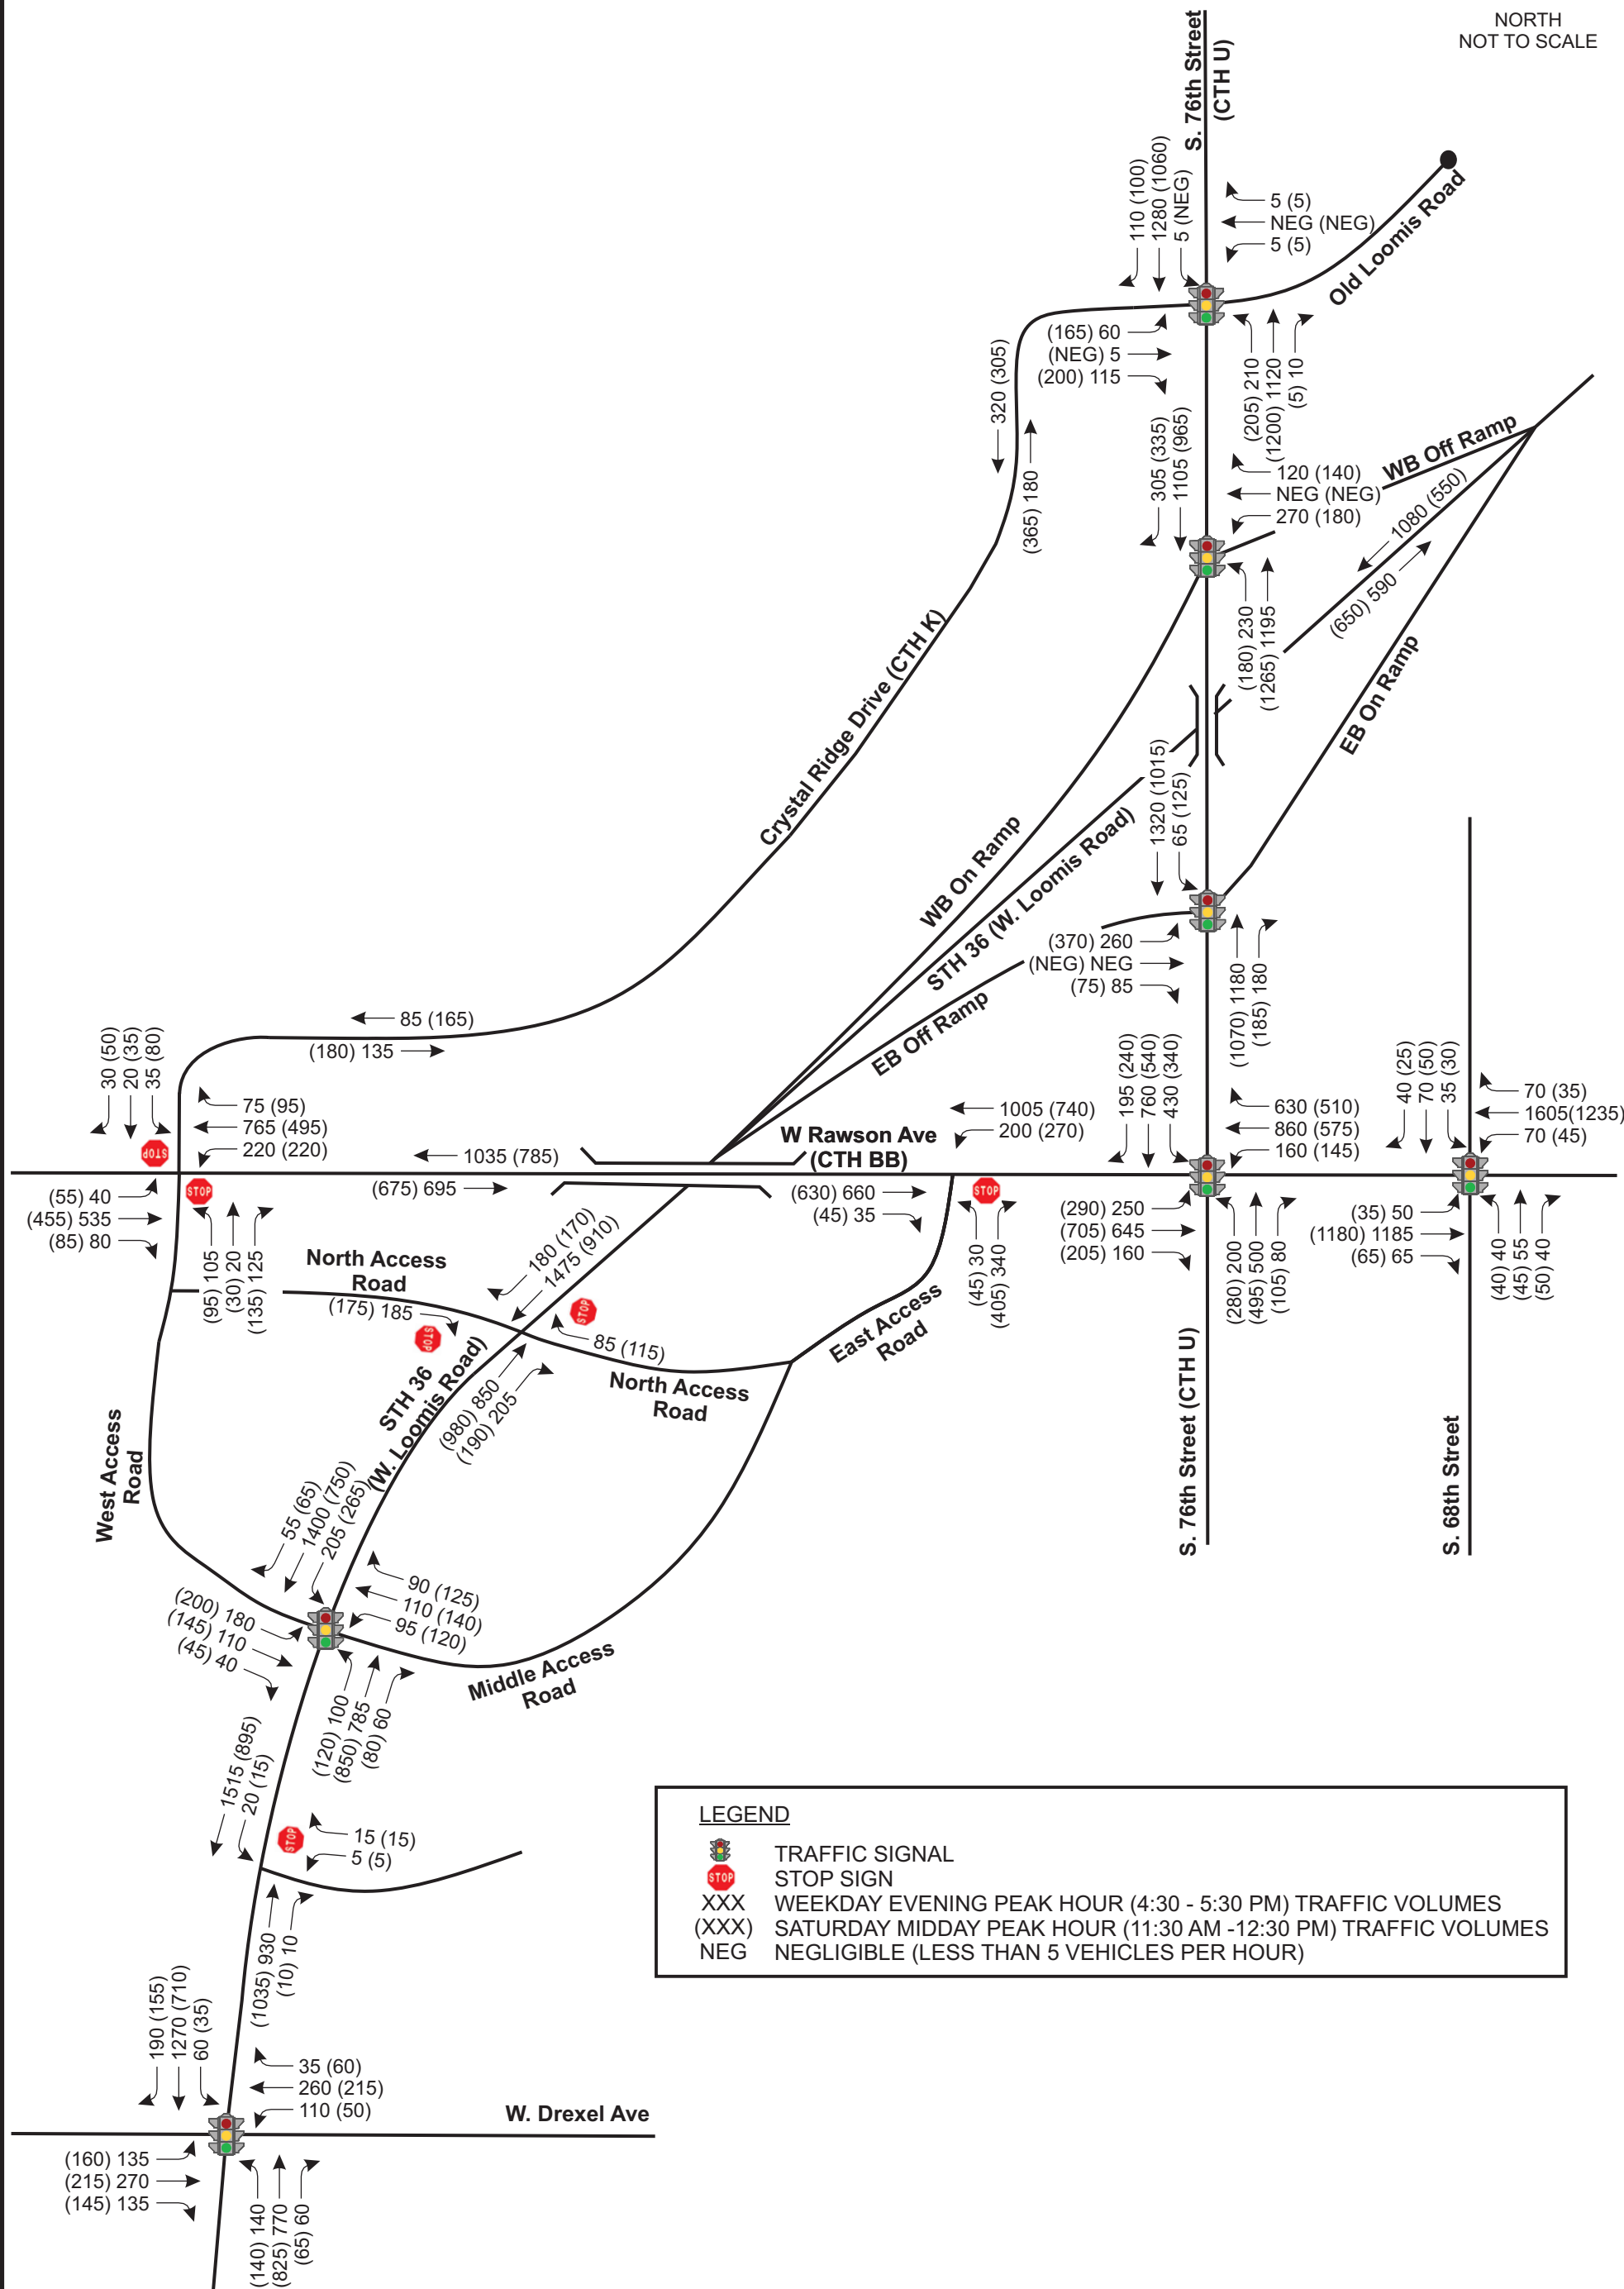 NORTH
NOT TO SCALE
S. 76th Street
(CTH U)
110 (100)
1280 (1060)
5 (NEG)
5 (5)
NEG (NEG)
5 (5)
Old Loomis Road
(165) 60
(NEG) 5
(200) 115
(205) 210
(1200) 1120
(5) 10
320 (305)
(365) 180
305 (335)
1105 (965)
120 (140)
NEG (NEG)
270 (180)
WB Off Ramp
1080 (550)
(650) 590
(180) 230
(1265) 1195
EB On Ramp
Crystal Ridge Drive (CTH K)
WB On Ramp
STH 36 (W. Loomis Road)
EB Off Ramp
1320 (1015)
65 (125)
(370) 260
(NEG) NEG
(75) 85
(1070) 1180
(185) 180
85 (165)
(180) 135
30 (50)
20 (35)
35 (80)
75 (95)
765 (495)
220 (220)
STOP
STOP
(55) 40
(455) 535
(85) 80
(95) 105
(30) 20
(135) 125
1035 (785)
(675) 695
W Rawson Ave
(CTH BB)
1005 (740)
200 (270)
(630) 660
(45) 35
STOP
(45) 30
(405) 340
195 (240)
760 (540)
430 (340)
630 (510)
860 (575)
160 (145)
(290) 250
(705) 645
(205) 160
(280) 200
(495) 500
(105) 80
40 (25)
70 (50)
35 (30)
70 (35)
1605(1235)
70 (45)
(35) 50
(1180) 1185
(65) 65
(40) 40
(45) 55
(50) 40
North Access
Road
(175) 185
STOP
180 (170)
1475 (910)
STOP
85 (115)
North Access
Road
East Access
Road
(980) 850
(190) 205
STH 36
(W. Loomis Road)
West Access
Road
S. 76th Street (CTH U)
S. 68th Street
55 (65)
1400 (750)
205 (265)
90 (125)
110 (140)
95 (120)
(200) 180
(145) 110
(45) 40
(120) 100
(850) 785
(80) 60
Middle Access
Road
1515 (895)
20 (15)
STOP
15 (15)
5 (5)
(1035) 930
(10) 10
LEGEND
TRAFFIC SIGNAL
STOP STOP SIGN
XXX WEEKDAY EVENING PEAK HOUR (4:30 - 5:30 PM) TRAFFIC VOLUMES
(XXX) SATURDAY MIDDAY PEAK HOUR (11:30 AM -12:30 PM) TRAFFIC VOLUMES
NEG NEGLIGIBLE (LESS THAN 5 VEHICLES PER HOUR)
190 (155)
1270 (710)
60 (35)
35 (60)
260 (215)
110 (50)
W. Drexel Ave
(160) 135
(215) 270
(145) 135
(140) 140
(825) 770
(65) 60